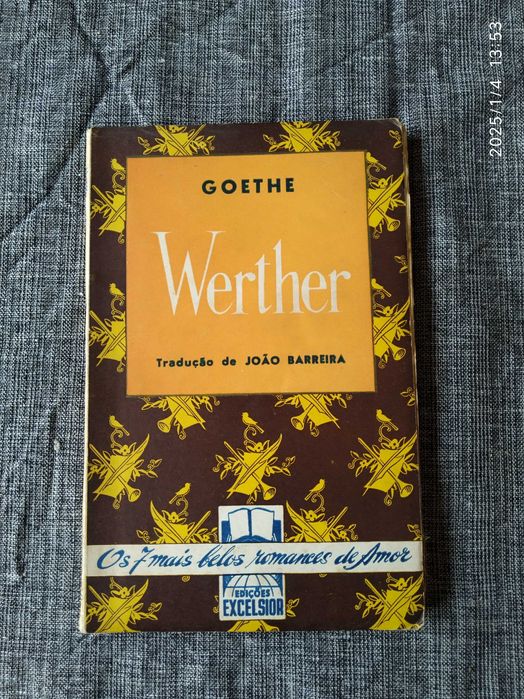 GOETHE
Werther
Tradução de JOÃO BARREIRA
Os 7 mais belos romances de Amor
EDIÇÕES
EXCELSIOR
2025/1/4 13:53